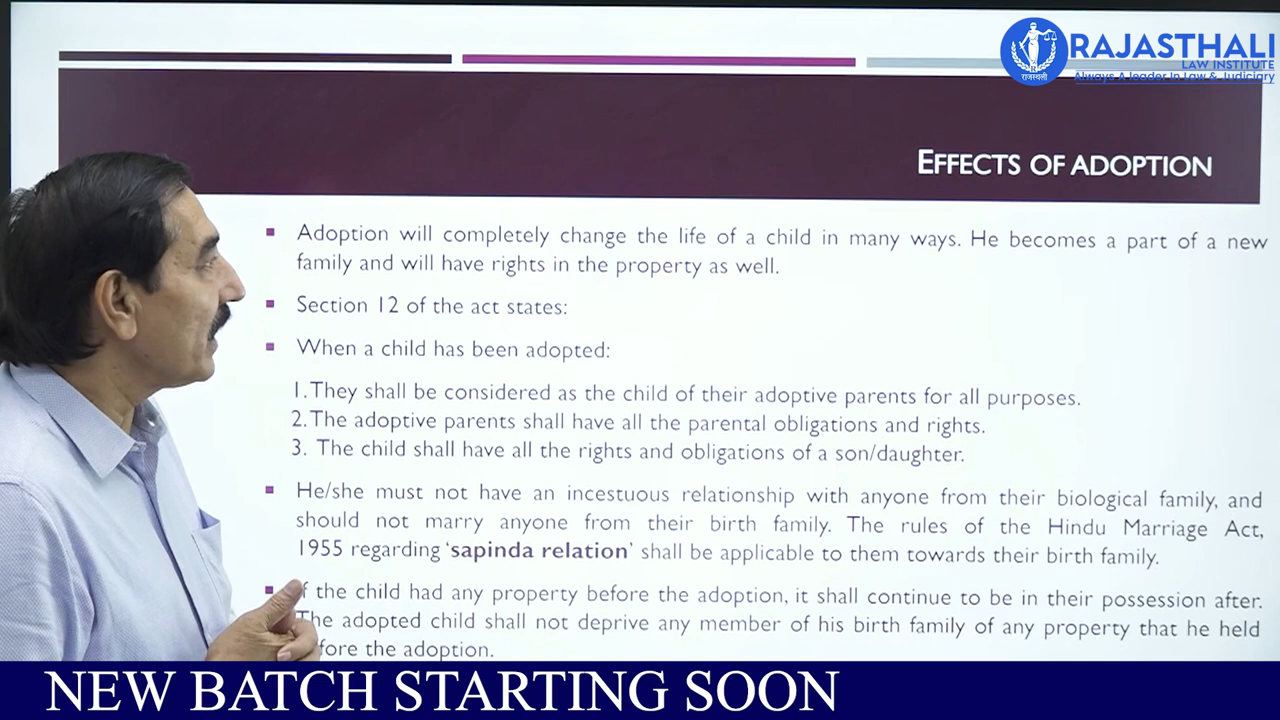 RAJASTHALI
LAW INSTITUTE
Always A leader In Law & Judiciary
राजस्थली
EFFECTS OF ADOPTION
Adoption will completely change the life of a child in many ways. He becomes a part of a new
family and will have rights in the property as well.
Section 12 of the act states:
When a child has been adopted:
1. They shall be considered as the child of their adoptive parents for all purposes.
2. The adoptive parents shall have all the parental obligations and rights.
3. The child shall have all the rights and obligations of a son/daughter.
He/she must not have an incestuous relationship with anyone from their biological family, and
should not marry anyone from their birth family. The rules of the Hindu Marriage Act,
1955 regarding 'sapinda relation' shall be applicable to them towards their birth family.
If the child had any property before the adoption, it shall continue to be in their possession after.
The adopted child shall not deprive any member of his birth family of any property that he held
fore the adoption.
NEW BATCH STARTING SOON